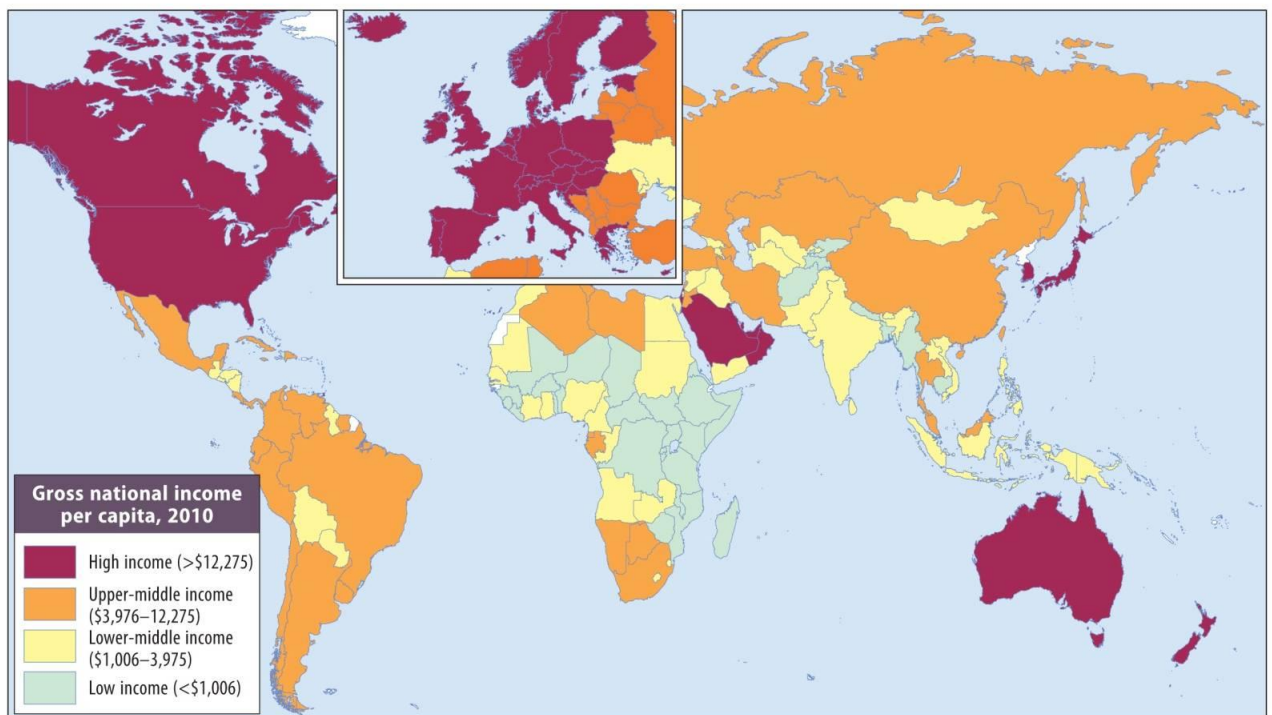 Gross national income
per capita, 2010
High income (>$12,275)
Upper-middle income
($3,976–12,275)
Lower-middle income
($1,006–3,975)
Low income (<$1,006)